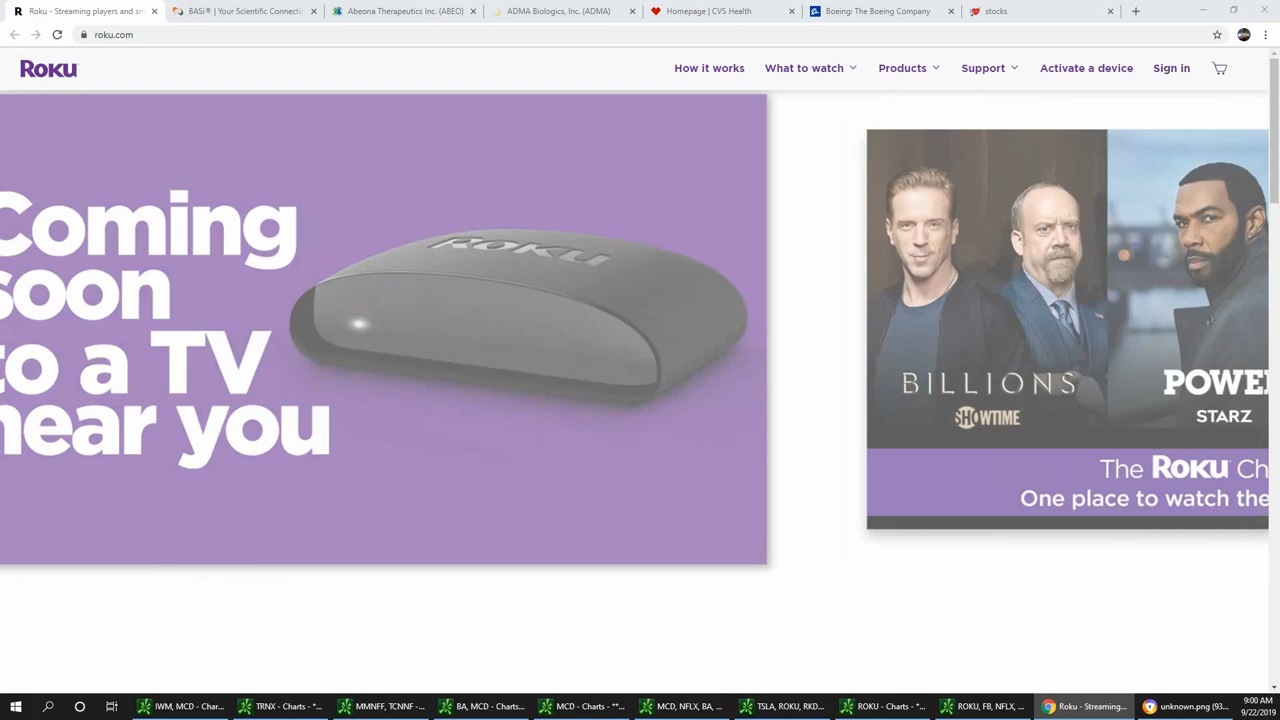 Roku - Streaming players and sm
BASi® | Your Scientific Connectio
Abeona Therapeutics Inc. (ABEO)
ADMA Biologics, Inc. (ADMA)
Homepage | CVS Health
Boeing: The Boeing Company
stocks
roku.com
ROKU
How it works
What to watch
Products
Support
Activate a device
Sign in
Coming
soon
to a TV
near you
ROKU
BILLIONS
SHOWTIME
POWE
STARZ
The ROKU Ch
One place to watch the
IWM, MCD - Char...
TRNX - Charts - "...
MMNFF, TCNNF - ...
BA, MCD - Charts ...
MCD - Charts - "...
MCD, NFLX, BA, ...
TSLA, ROKU, RKD...
ROKU - Charts - "...
ROKU, FB, NFLX, ...
Roku - Streaming...
unknown.png (93...
9:00 AM
9/22/2019